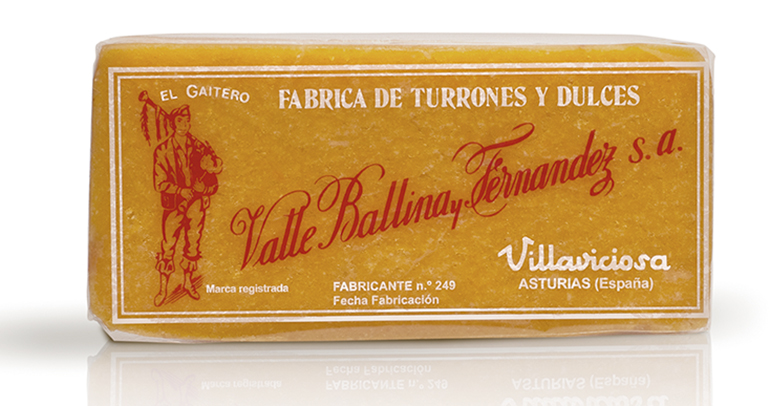 EL GAITERO
FABRICA DE TURRONES Y DULCES
Valle Ballina y Fernandez s. a.
Villaviciosa
ASTURIAS (España)
Marca registrada
FABRICANTE n.º 249
Fecha Fabricación